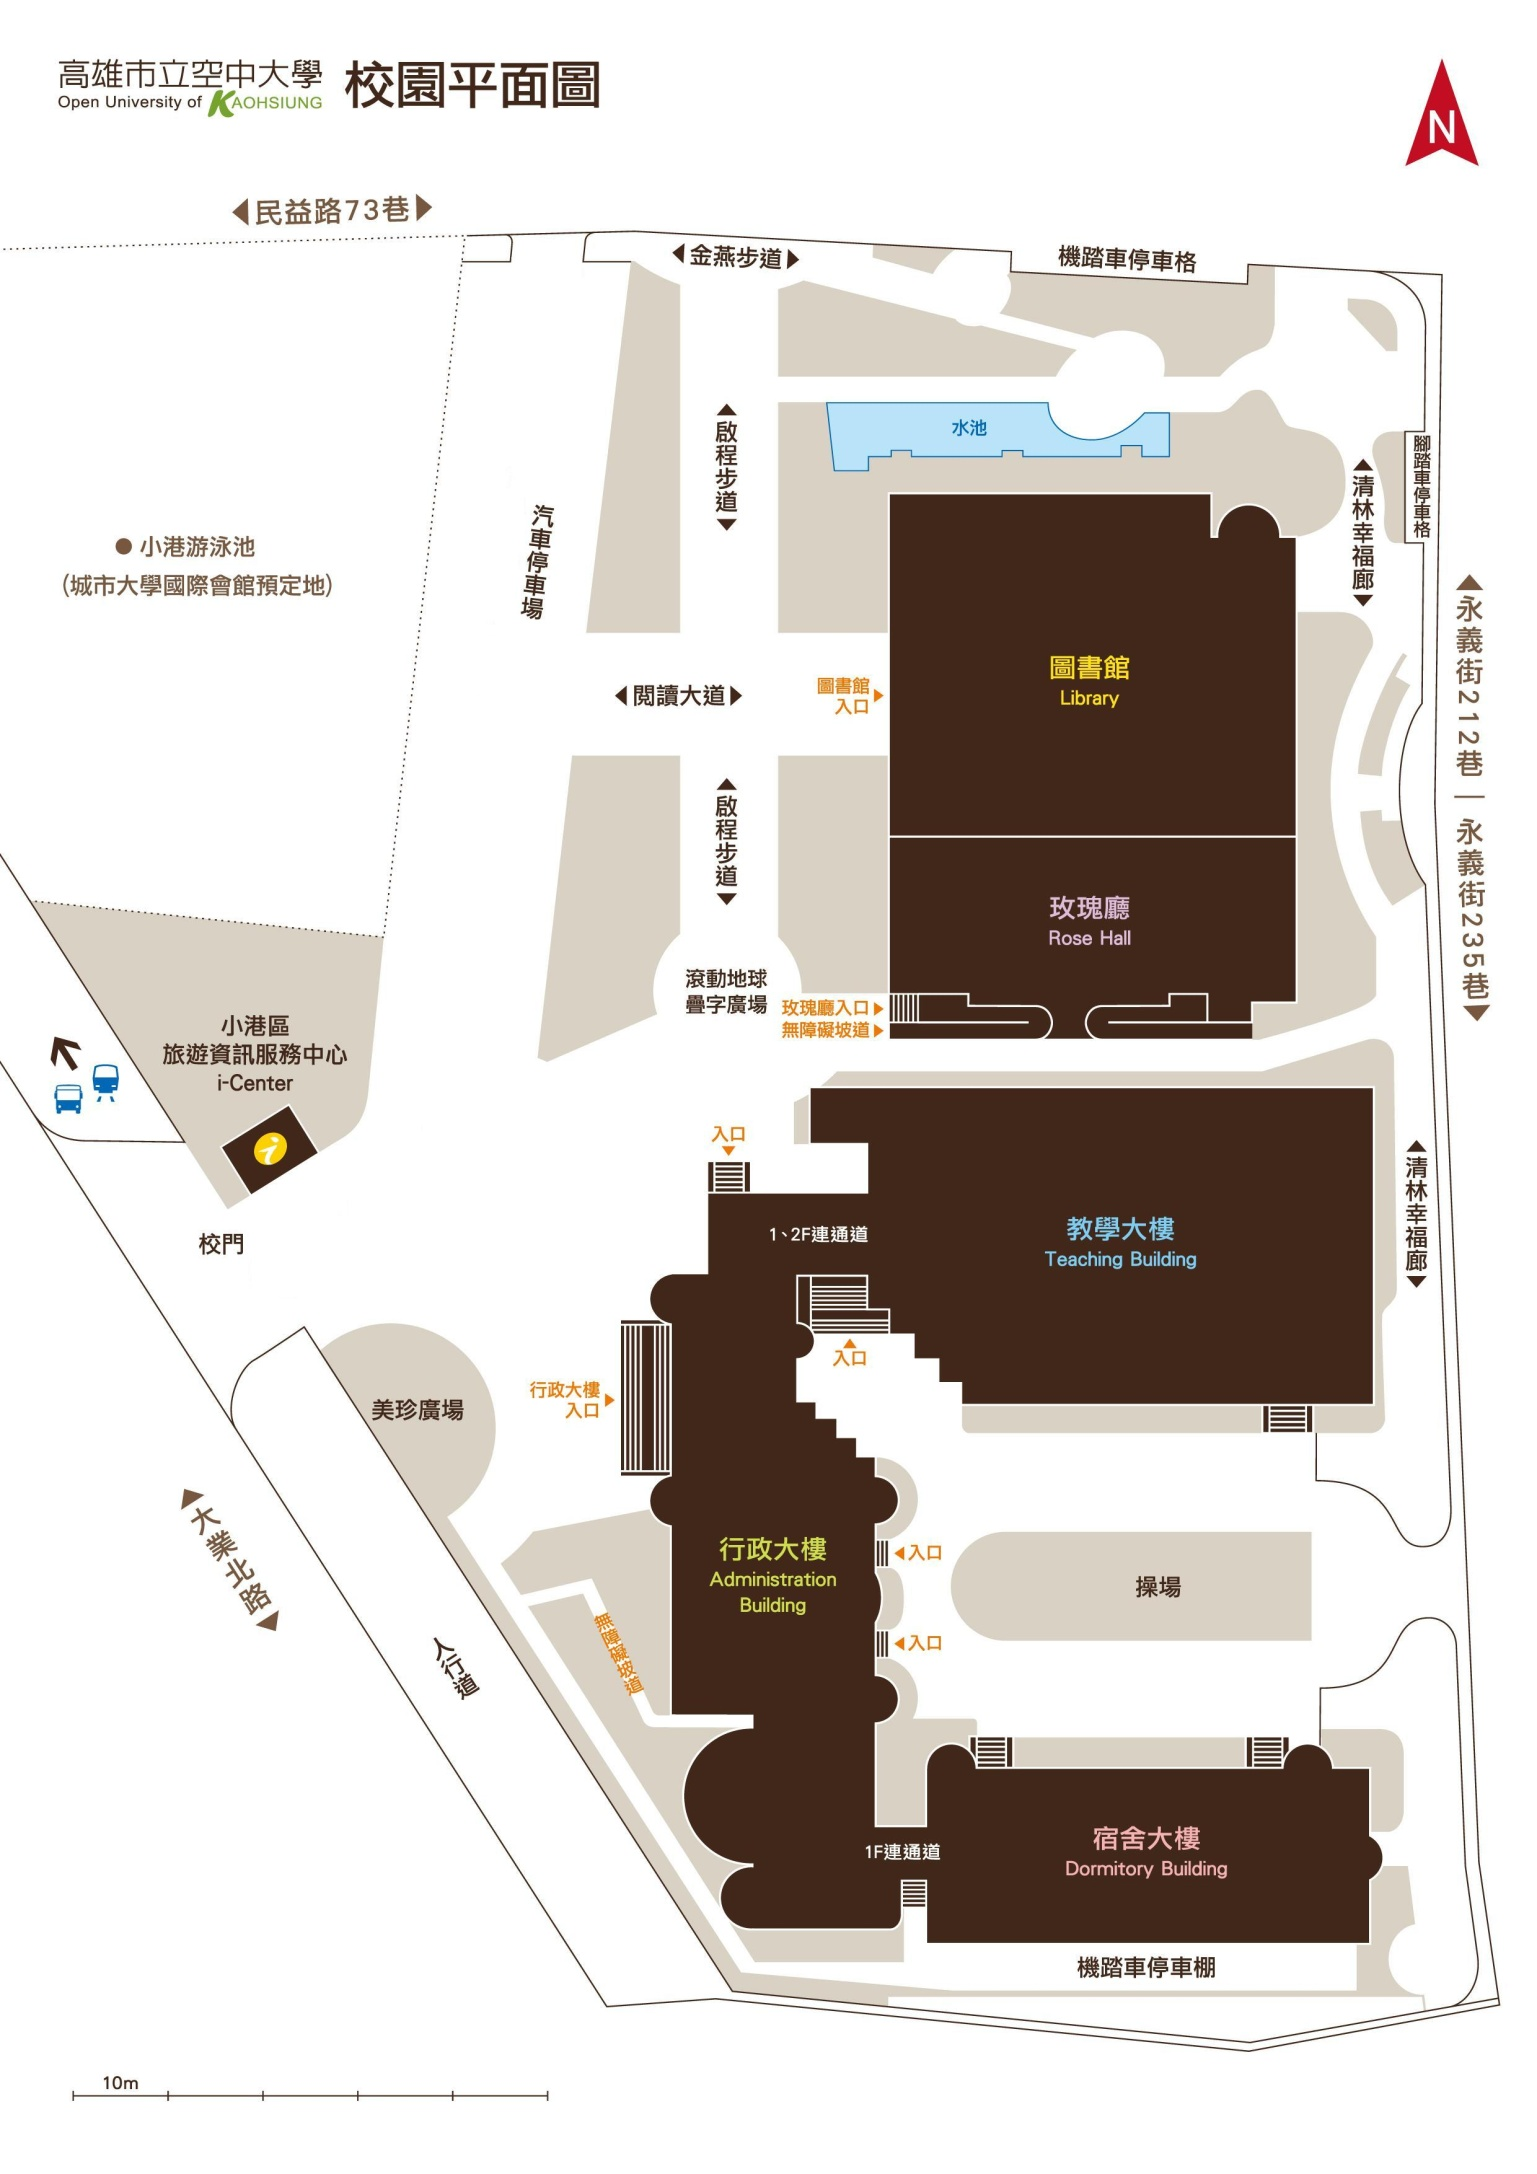 高雄市立空中大學
Open University of KAOHSIUNG
校園平面圖
N
民益路73巷
金燕步道
機踏車停車格
啟程步道
水池
腳踏車停車格
清林幸福廊
汽車停車場
小港游泳池
(城市大學國際會館預定地)
永義街212巷|永義街235巷
閱讀大道
圖書館
入口
圖書館
Library
啟程步道
玫瑰廳
Rose Hall
滾動地球
疊字廣場
玫瑰廳入口
無障礙坡道
小港區
旅遊資訊服務中心
i-Center
i
入口
校門
1、2F連通道
教學大樓
Teaching Building
清林幸福廊
入口
行政大樓
入口
美珍廣場
大業北路
行政大樓
Administration
Building
入口
操場
入口
無障礙坡道
人行道
1F連通道
宿舍大樓
Dormitory Building
機踏車停車棚
10m